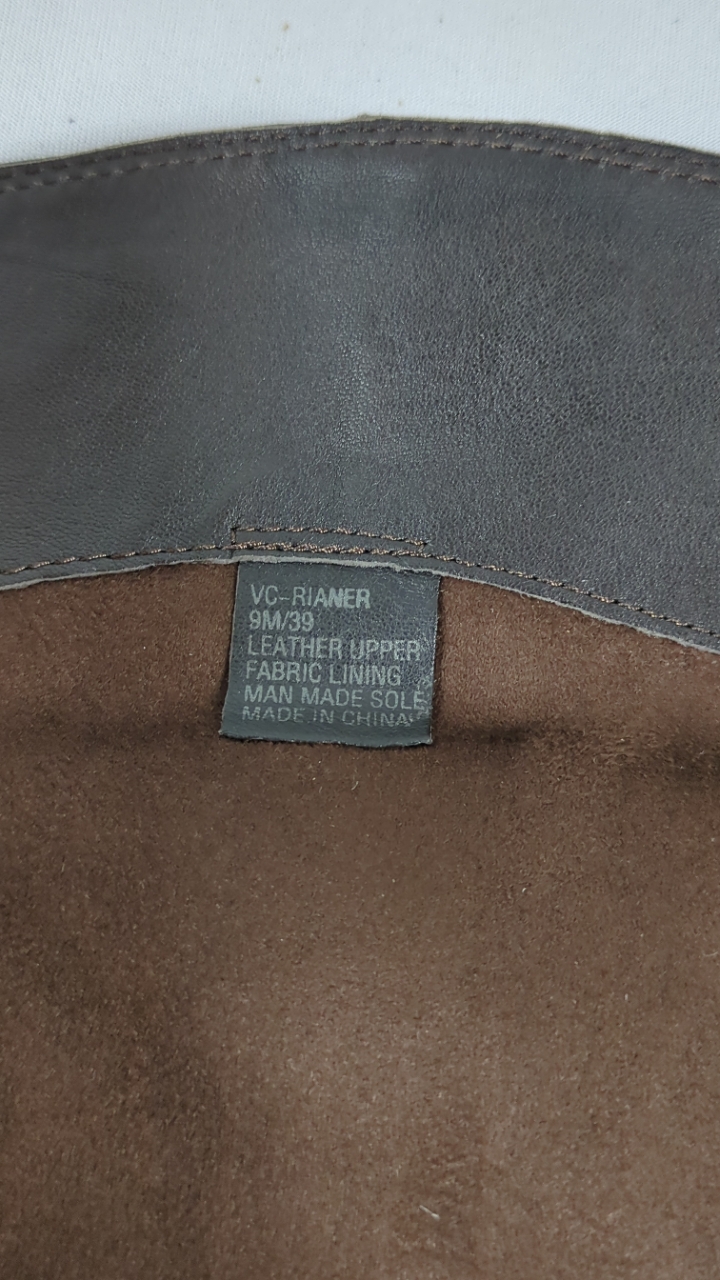 VC-RIANER
9M/39
LEATHER UPPER
FABRIC LINING
MAN MADE SOLE
MADE IN CHINA